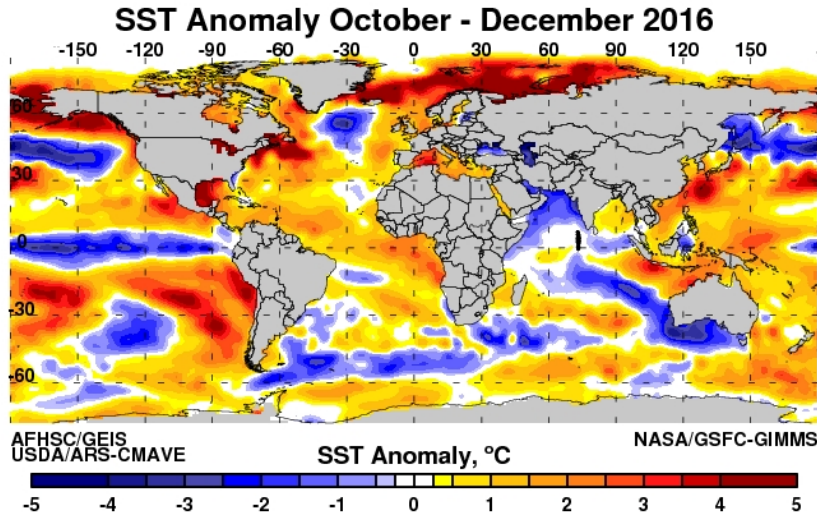 SST Anomaly October - December 2016
-150 -120 -90 -60 -30 0 30 60 90 120 150
60
30
0
-30
-60
AFHSC/GEIS
USDA/ARS-CMAVE
NASA/GSFC-GIMMS
SST Anomaly, ºC
-5 -4 -3 -2 -1 0 1 2 3 4 5